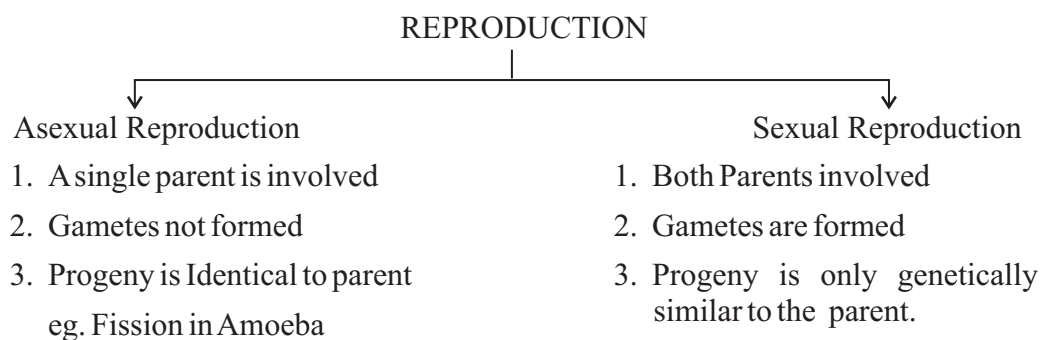 REPRODUCTION
Asexual Reproduction
1. A single parent is involved
2. Gametes not formed
3. Progeny is Identical to parent
eg. Fission in Amoeba
Sexual Reproduction
1. Both Parents involved
2. Gametes are formed
3. Progeny is only genetically
similar to the parent.